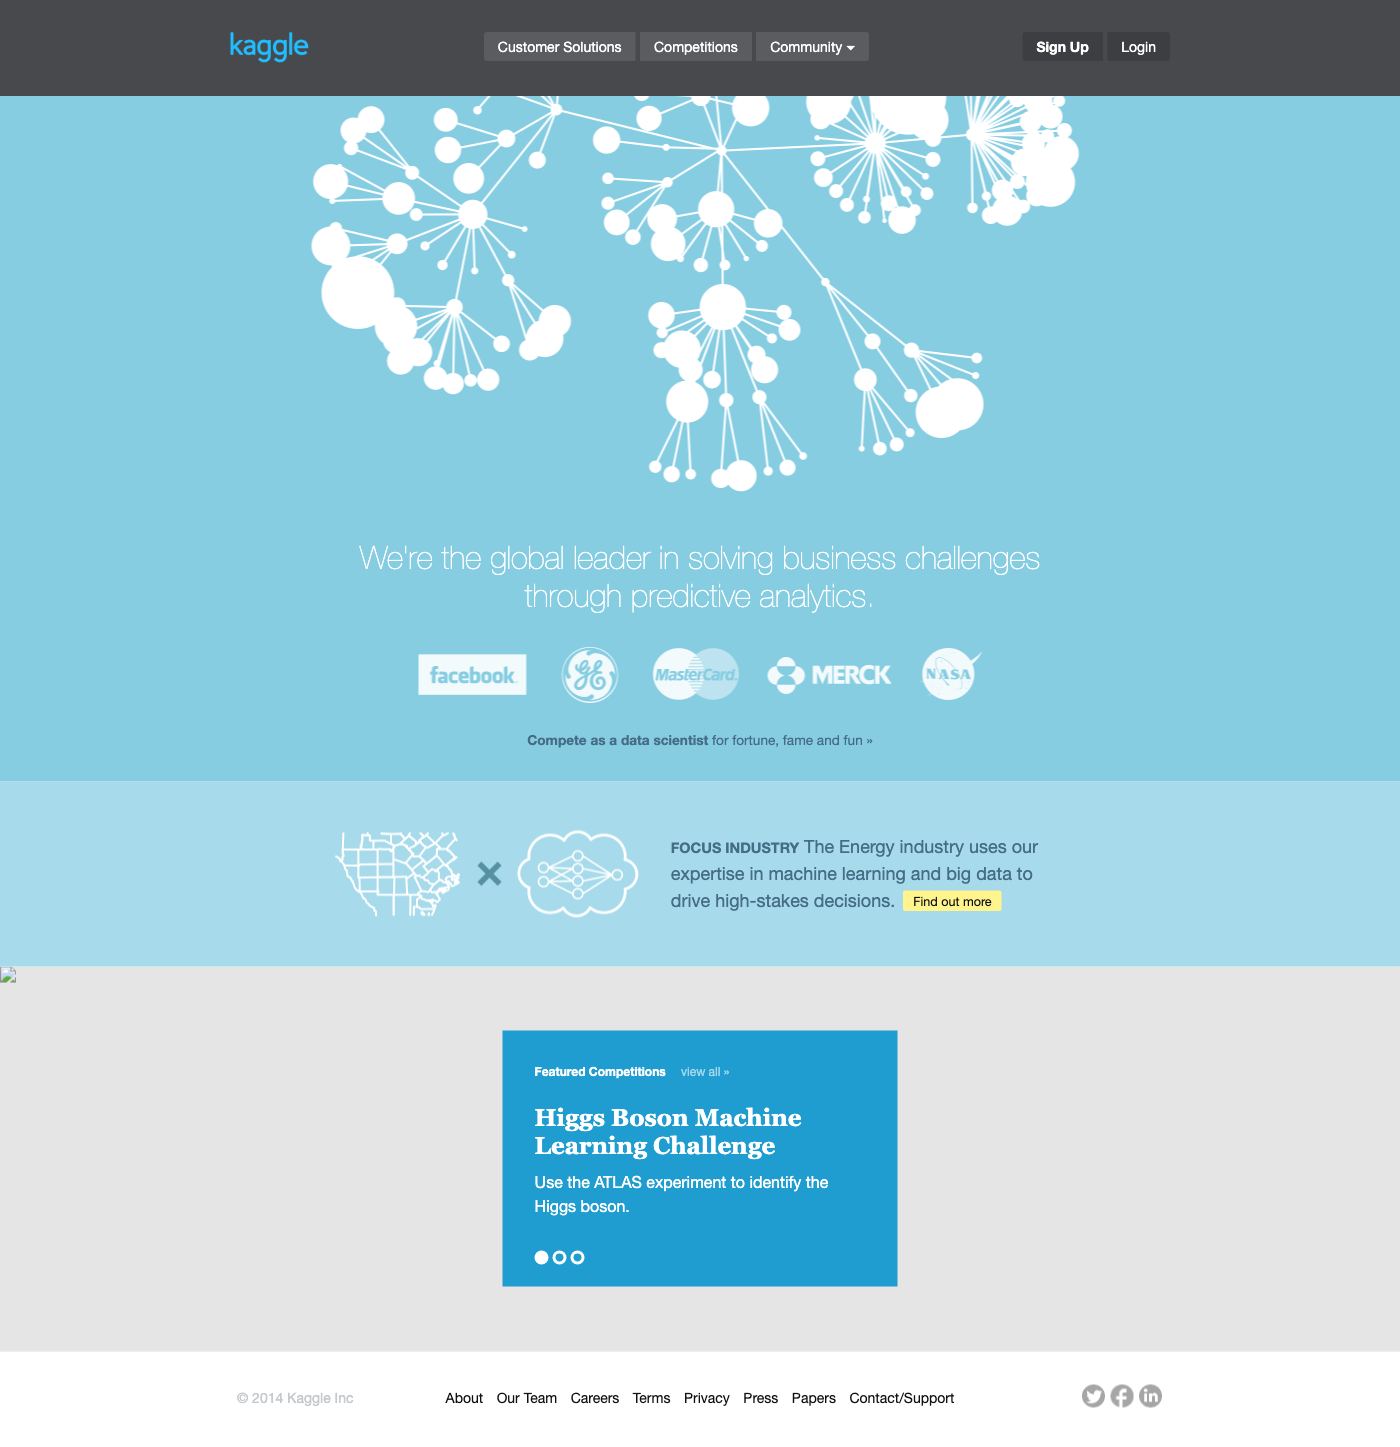 kaggle
Customer Solutions
Competitions
Community
Sign Up
Login
We're the global leader in solving business challenges
through predictive analytics.
facebook
GE
MasterCard
MERCK
NASA
Compete as a data scientist for fortune, fame and fun »
FOCUS INDUSTRY The Energy industry uses our
expertise in machine learning and big data to
drive high-stakes decisions. Find out more
Featured Competitions view all »
Higgs Boson Machine
Learning Challenge
Use the ATLAS experiment to identify the
Higgs boson.
© 2014 Kaggle Inc
About Our Team Careers Terms Privacy Press Papers Contact/Support